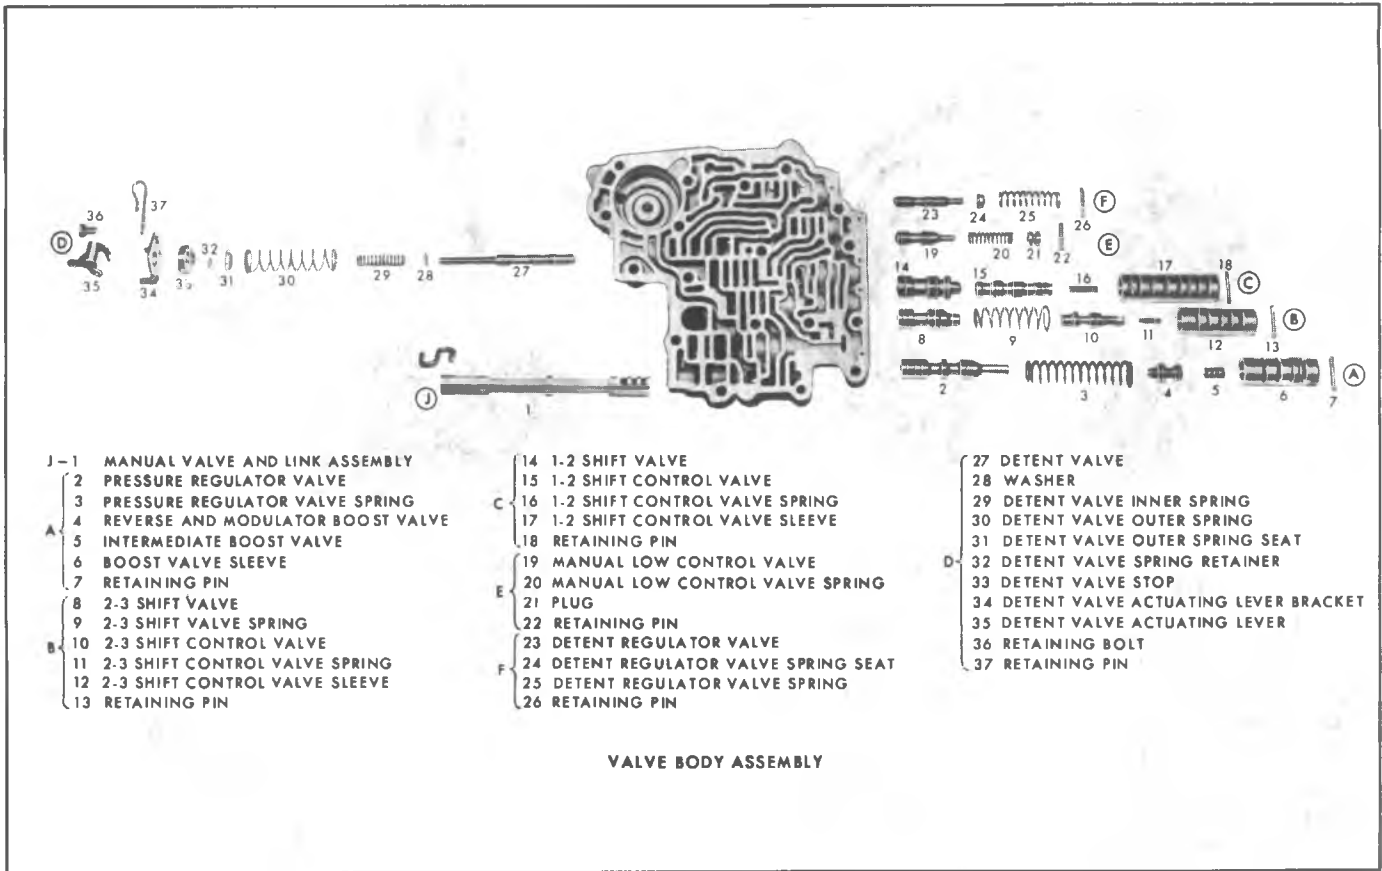 37
36
D
35
34
33
32
31
30
29
28
27
J
1
23
24
25
26
F
19
20
21
22
E
14
15
16
17
18
C
8
9
10
11
12
13
B
2
3
4
5
6
7
A
J-1 MANUAL VALVE AND LINK ASSEMBLY
A
2 PRESSURE REGULATOR VALVE
3 PRESSURE REGULATOR VALVE SPRING
4 REVERSE AND MODULATOR BOOST VALVE
5 INTERMEDIATE BOOST VALVE
6 BOOST VALVE SLEEVE
7 RETAINING PIN
B
8 2-3 SHIFT VALVE
9 2-3 SHIFT VALVE SPRING
10 2-3 SHIFT CONTROL VALVE
11 2-3 SHIFT CONTROL VALVE SPRING
12 2-3 SHIFT CONTROL VALVE SLEEVE
13 RETAINING PIN
C
14 1-2 SHIFT VALVE
15 1-2 SHIFT CONTROL VALVE
16 1-2 SHIFT CONTROL VALVE SPRING
17 1-2 SHIFT CONTROL VALVE SLEEVE
18 RETAINING PIN
E
19 MANUAL LOW CONTROL VALVE
20 MANUAL LOW CONTROL VALVE SPRING
21 PLUG
22 RETAINING PIN
F
23 DETENT REGULATOR VALVE
24 DETENT REGULATOR VALVE SPRING SEAT
25 DETENT REGULATOR VALVE SPRING
26 RETAINING PIN
D
27 DETENT VALVE
28 WASHER
29 DETENT VALVE INNER SPRING
30 DETENT VALVE OUTER SPRING
31 DETENT VALVE OUTER SPRING SEAT
32 DETENT VALVE SPRING RETAINER
33 DETENT VALVE STOP
34 DETENT VALVE ACTUATING LEVER BRACKET
35 DETENT VALVE ACTUATING LEVER
36 RETAINING BOLT
37 RETAINING PIN
VALVE BODY ASSEMBLY